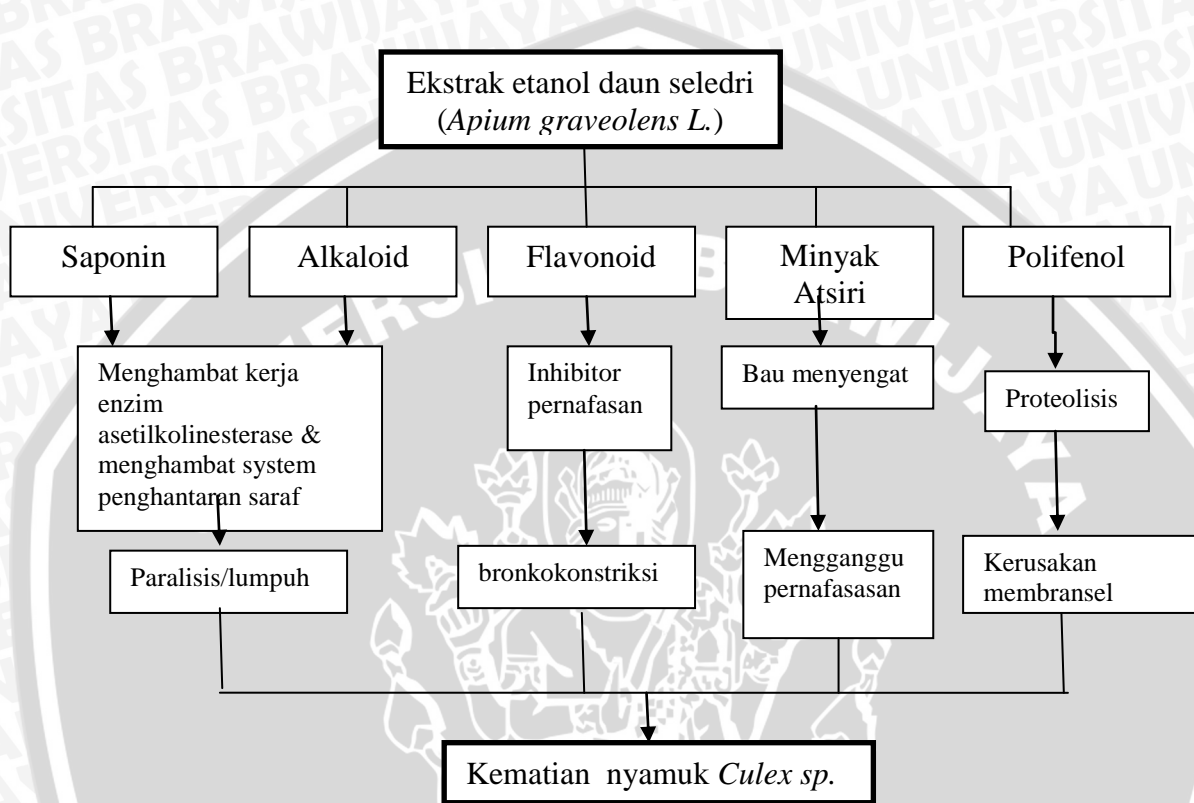 Ekstrak etanol daun seledri
(Apium graveolens L.)
Saponin
Alkaloid
Flavonoid
Minyak
Atsiri
Polifenol
Menghambat kerja
enzim
asetilkolinesterase &
menghambat system
penghantaran saraf
Inhibitor
pernafasan
Bau menyengat
Proteolisis
Paralisis/lumpuh
bronkokonstriksi
Mengganggu
pernafasasan
Kerusakan
membransel
Kematian nyamuk Culex sp.